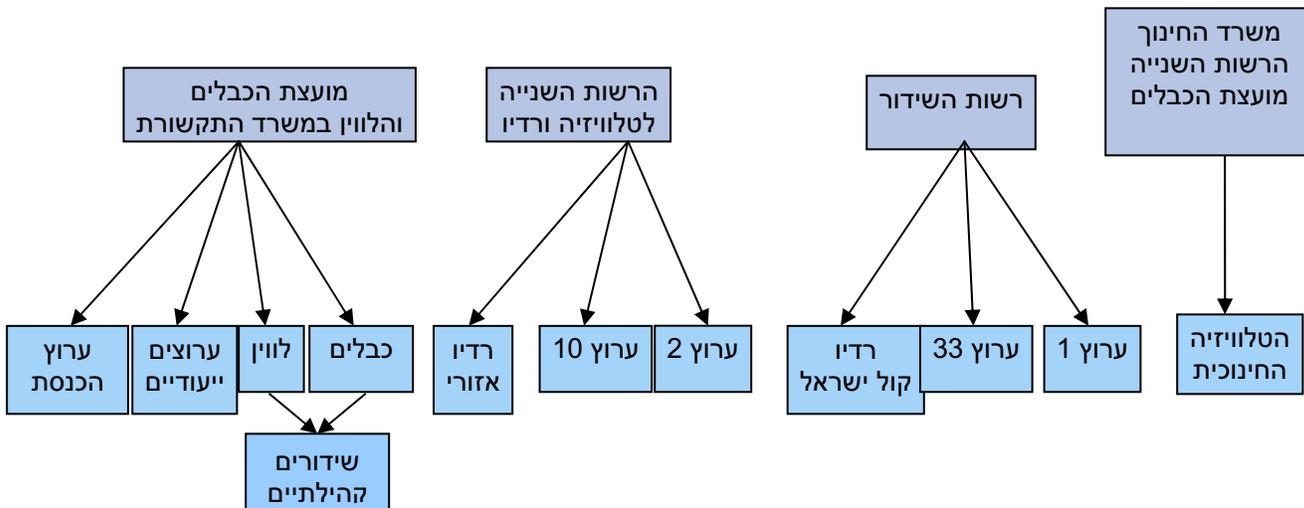 משרד החינוך
הרשות השנייה
מועצת הכבלים
רשות השידור
הרשות השנייה
לטלוויזיה ורדיו
מועצת הכבלים
והלווין במשרד התקשורת
הטלוויזיה
החינוכית
ערוץ 1
ערוץ 33
רדיו
קול ישראל
ערוץ 2
ערוץ 10
רדיו
אזורי
כבלים
לווין
ערוצים
ייעודיים
ערוץ
הכנסת
שידורים
קהילתיים